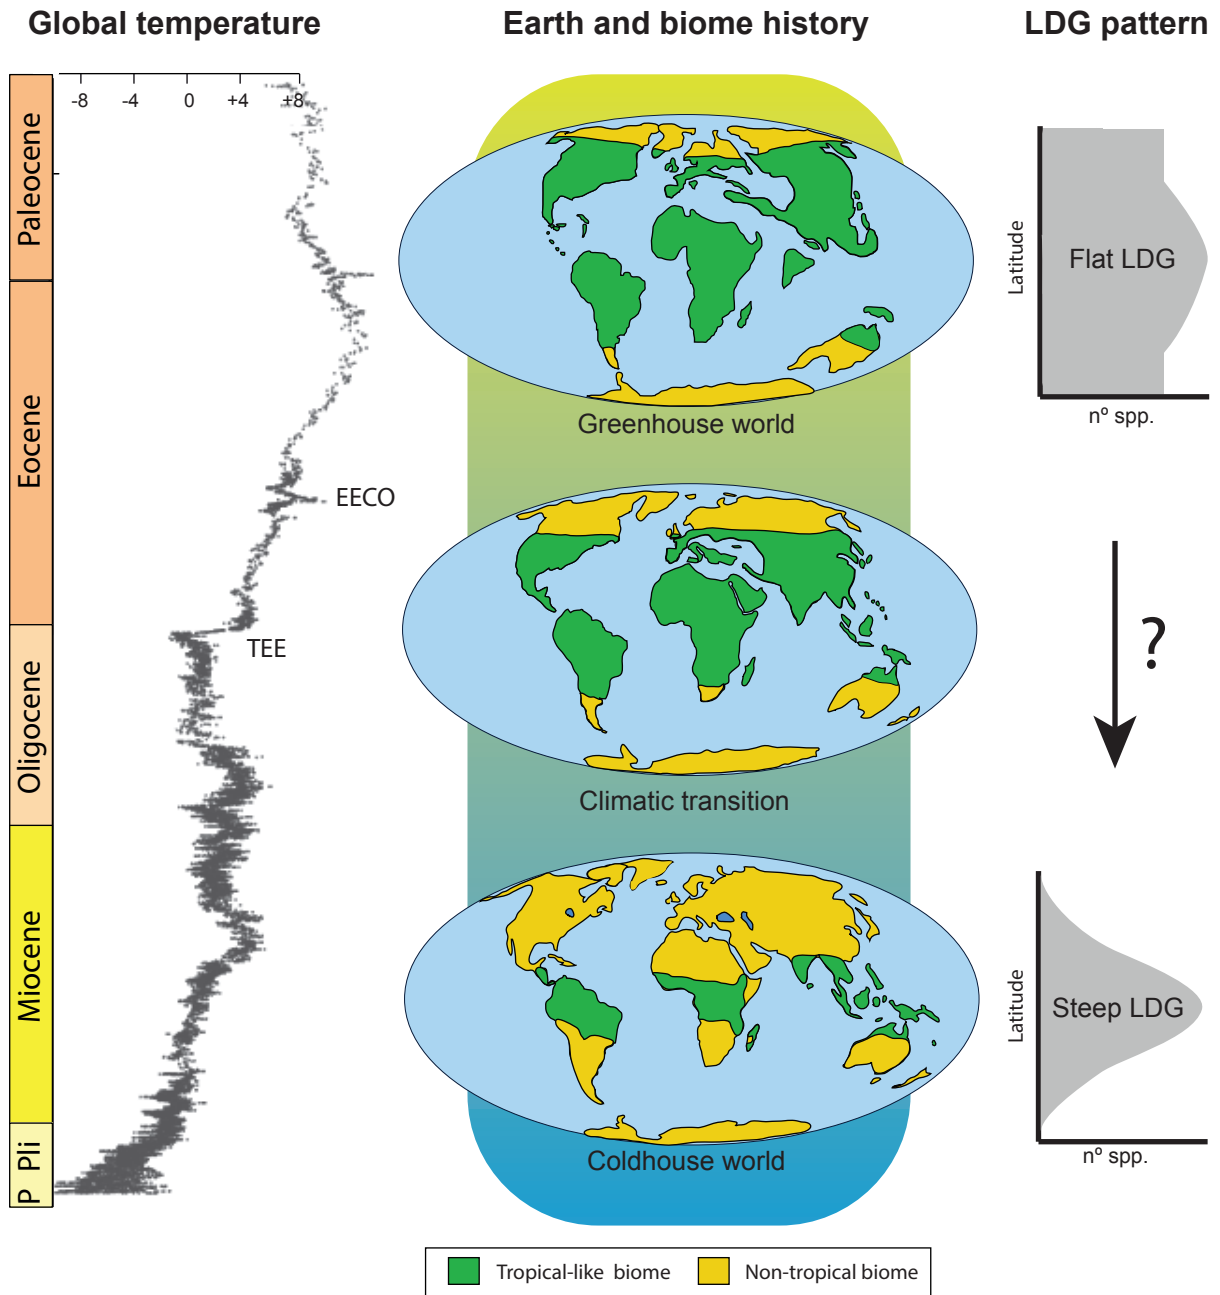 Global temperature
Earth and biome history
LDG pattern
-8
-4
0
+4
+8
Paleocene
Eocene
Oligocene
Miocene
Pli
P
EECO
TEE
Greenhouse world
Climatic transition
Coldhouse world
Latitude
Flat LDG
nº spp.
?
Latitude
Steep LDG
nº spp.
Tropical-like biome
Non-tropical biome